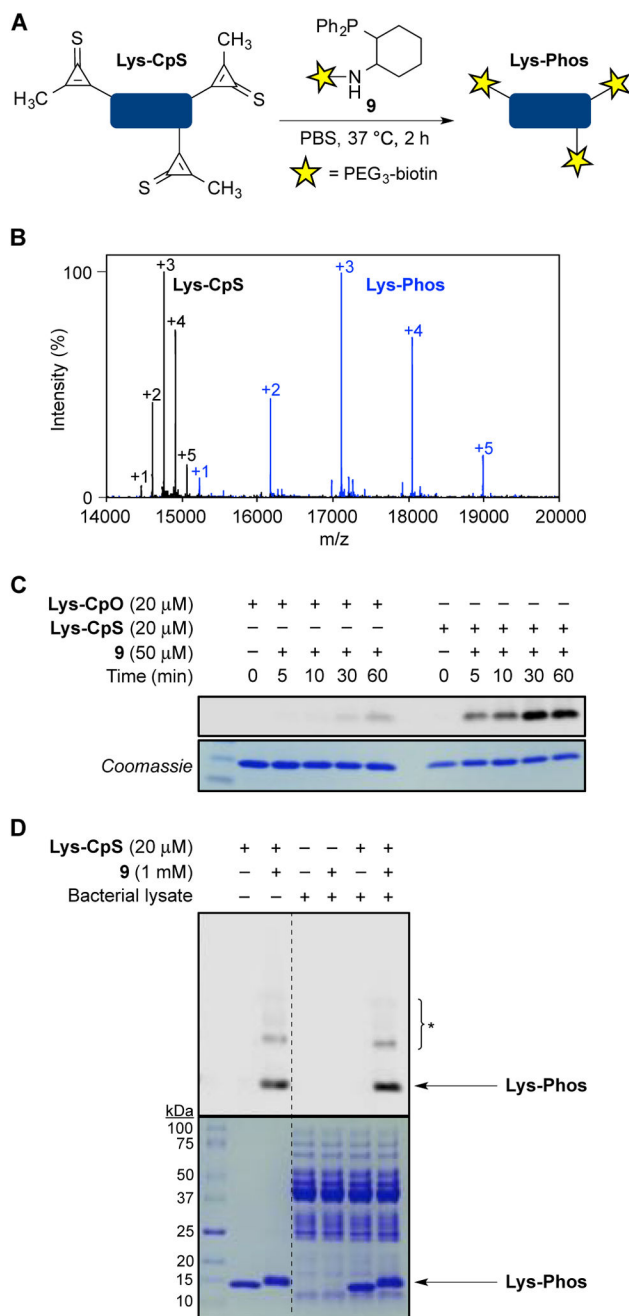 A
Lys-CpS
Lys-Phos
S
CH₃
H₃C
S
S
CH₃
Ph₂P
N
H
9
PBS, 37 °C, 2 h
= PEG₃-biotin
B
100
0
Intensity (%)
+1
+2
+3
+4
+5
Lys-CpS
+1
+2
+3
+4
+5
Lys-Phos
14000 15000 16000 17000 18000 19000 20000
m/z
C
Lys-CpO (20 μM) + + + + + – – – – –
Lys-CpS (20 μM) – – – – – + + + + +
9 (50 μM) – + + + + – + + + +
Time (min) 0 5 10 30 60 0 5 10 30 60
Coomassie
D
Lys-CpS (20 μM) + + – – + +
9 (1 mM) – + – + – +
Bacterial lysate – – + + + +
*
Lys-Phos
kDa
100
75
50
37
25
20
15
10
Lys-Phos